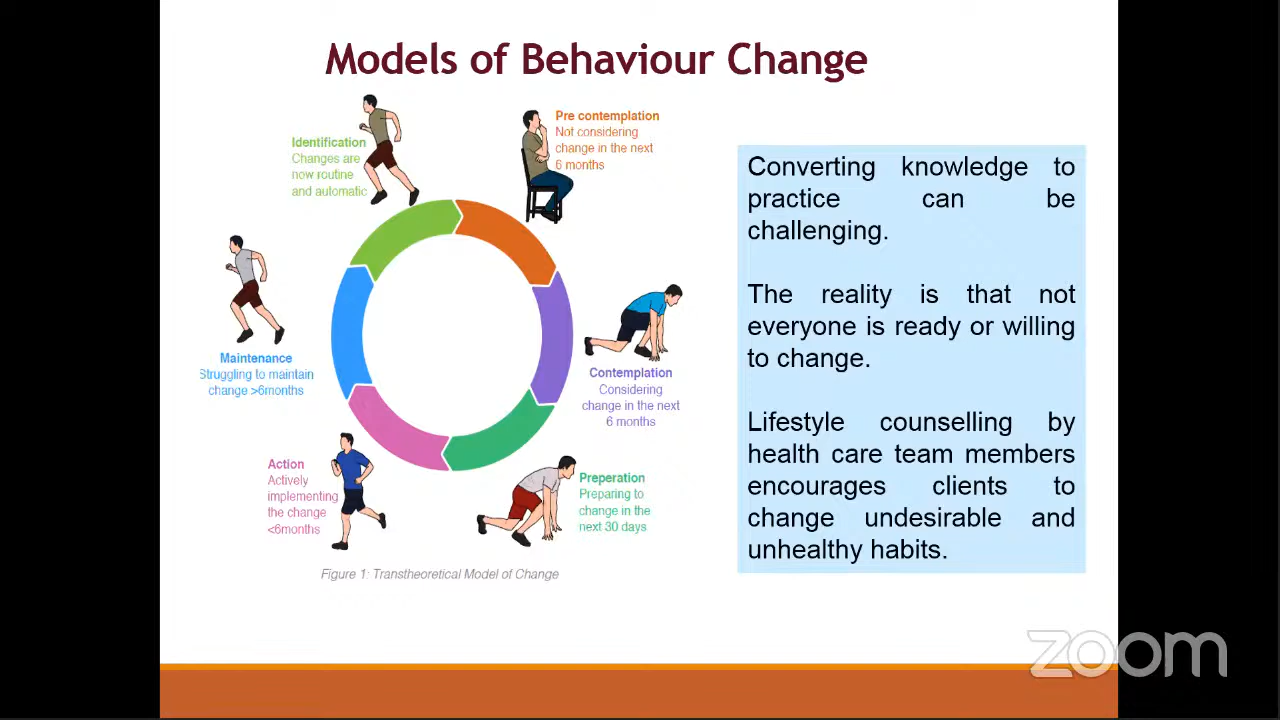 Models of Behaviour Change
Pre contemplation
Not considering
change in the next
6 months
Contemplation
Considering
change in the next
6 months
Preperation
Preparing to
change in the
next 30 days
Action
Actively
implementing
the change
<6months
Maintenance
Struggling to maintain
change >6months
Identification
Changes are
now routine
and automatic
Figure 1: Transtheoretical Model of Change
Converting knowledge to
practice can be
challenging.
The reality is that not
everyone is ready or willing
to change.
Lifestyle counselling by
health care team members
encourages clients to
change undesirable and
unhealthy habits.
zoom